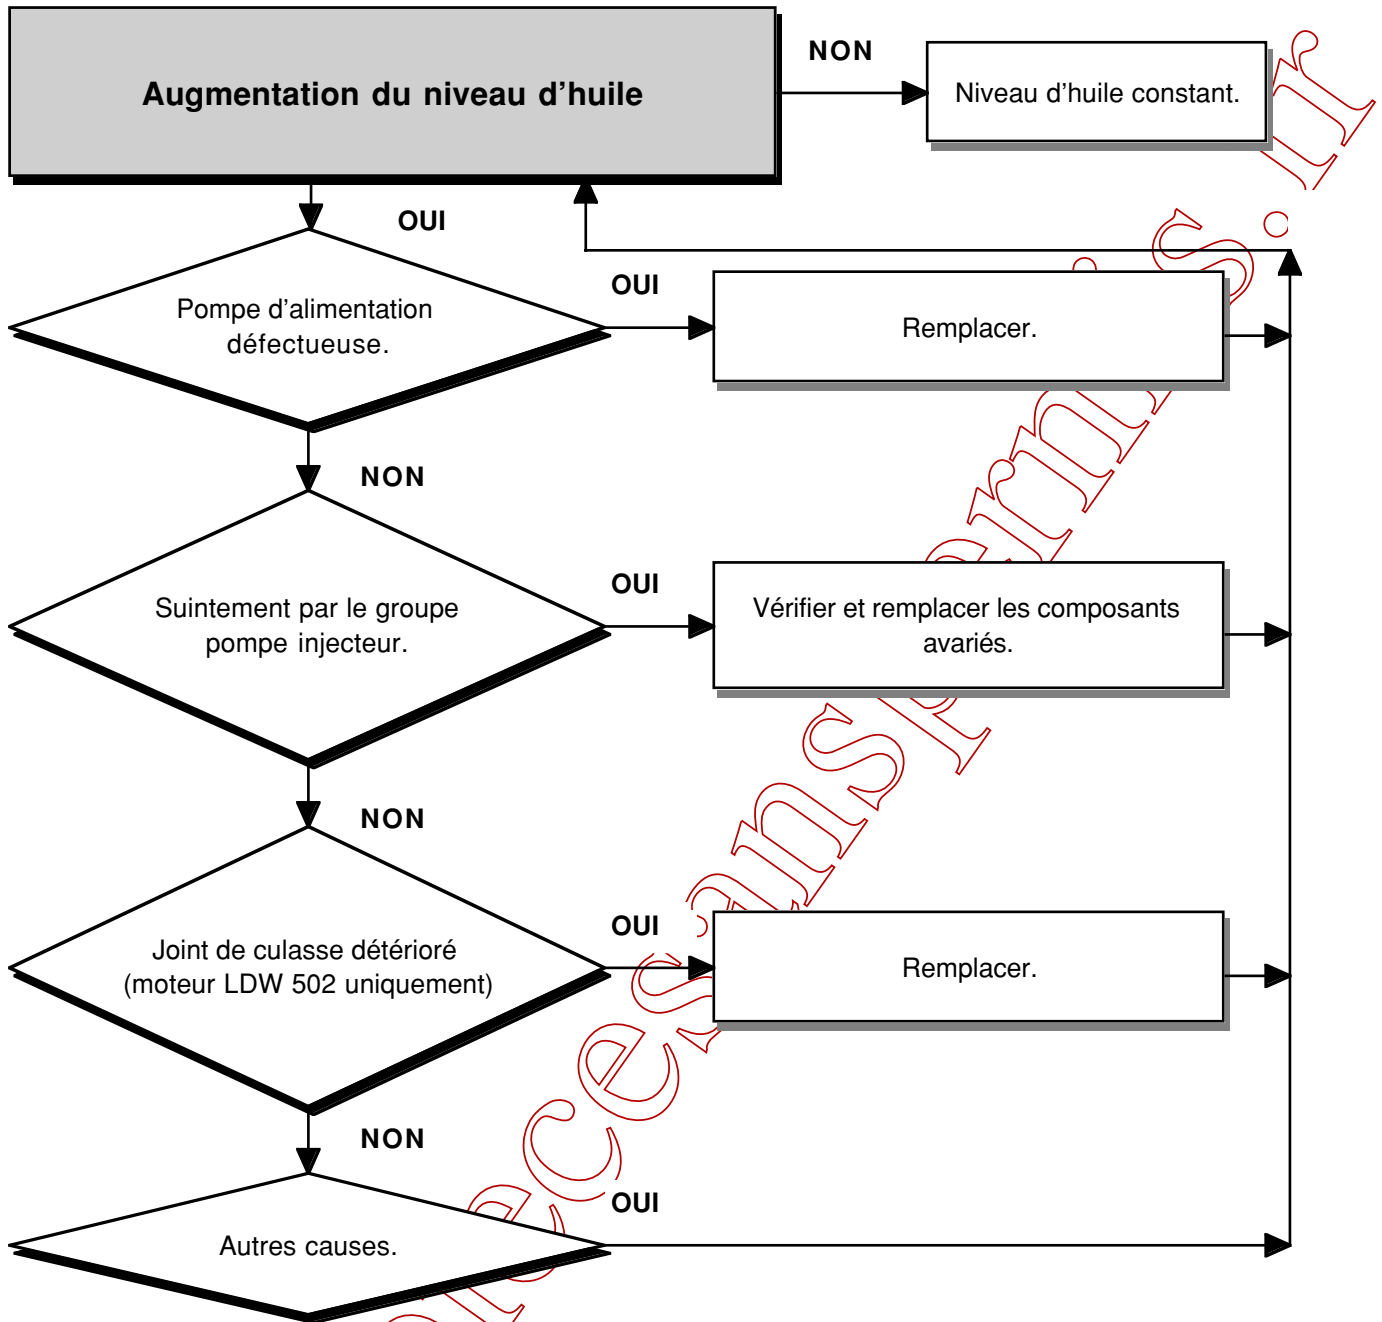 Augmentation du niveau d’huile
NON
Niveau d’huile constant.
OUI
Pompe d’alimentation
défectueuse.
OUI
Remplacer.
NON
Suintement par le groupe
pompe injecteur.
OUI
Vérifier et remplacer les composants
avariés.
NON
Joint de culasse détérioré
(moteur LDW 502 uniquement)
OUI
Remplacer.
NON
Autres causes.
OUI